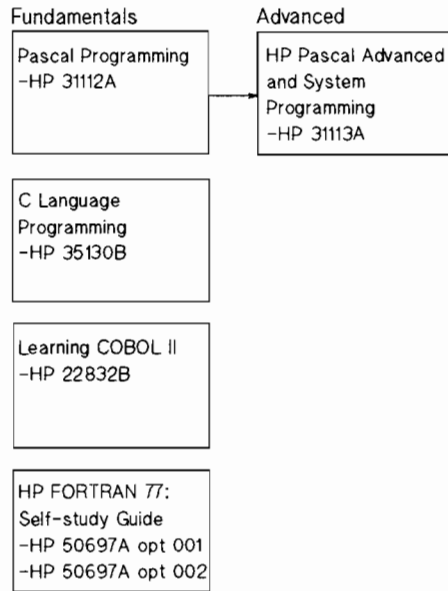 Fundamentals
Pascal Programming
-HP 31112A
Advanced
HP Pascal Advanced
and System
Programming
-HP 31113A
C Language
Programming
-HP 35130B
Learning COBOL II
-HP 22832B
HP FORTRAN 77:
Self-study Guide
-HP 50697A opt 001
-HP 50697A opt 002